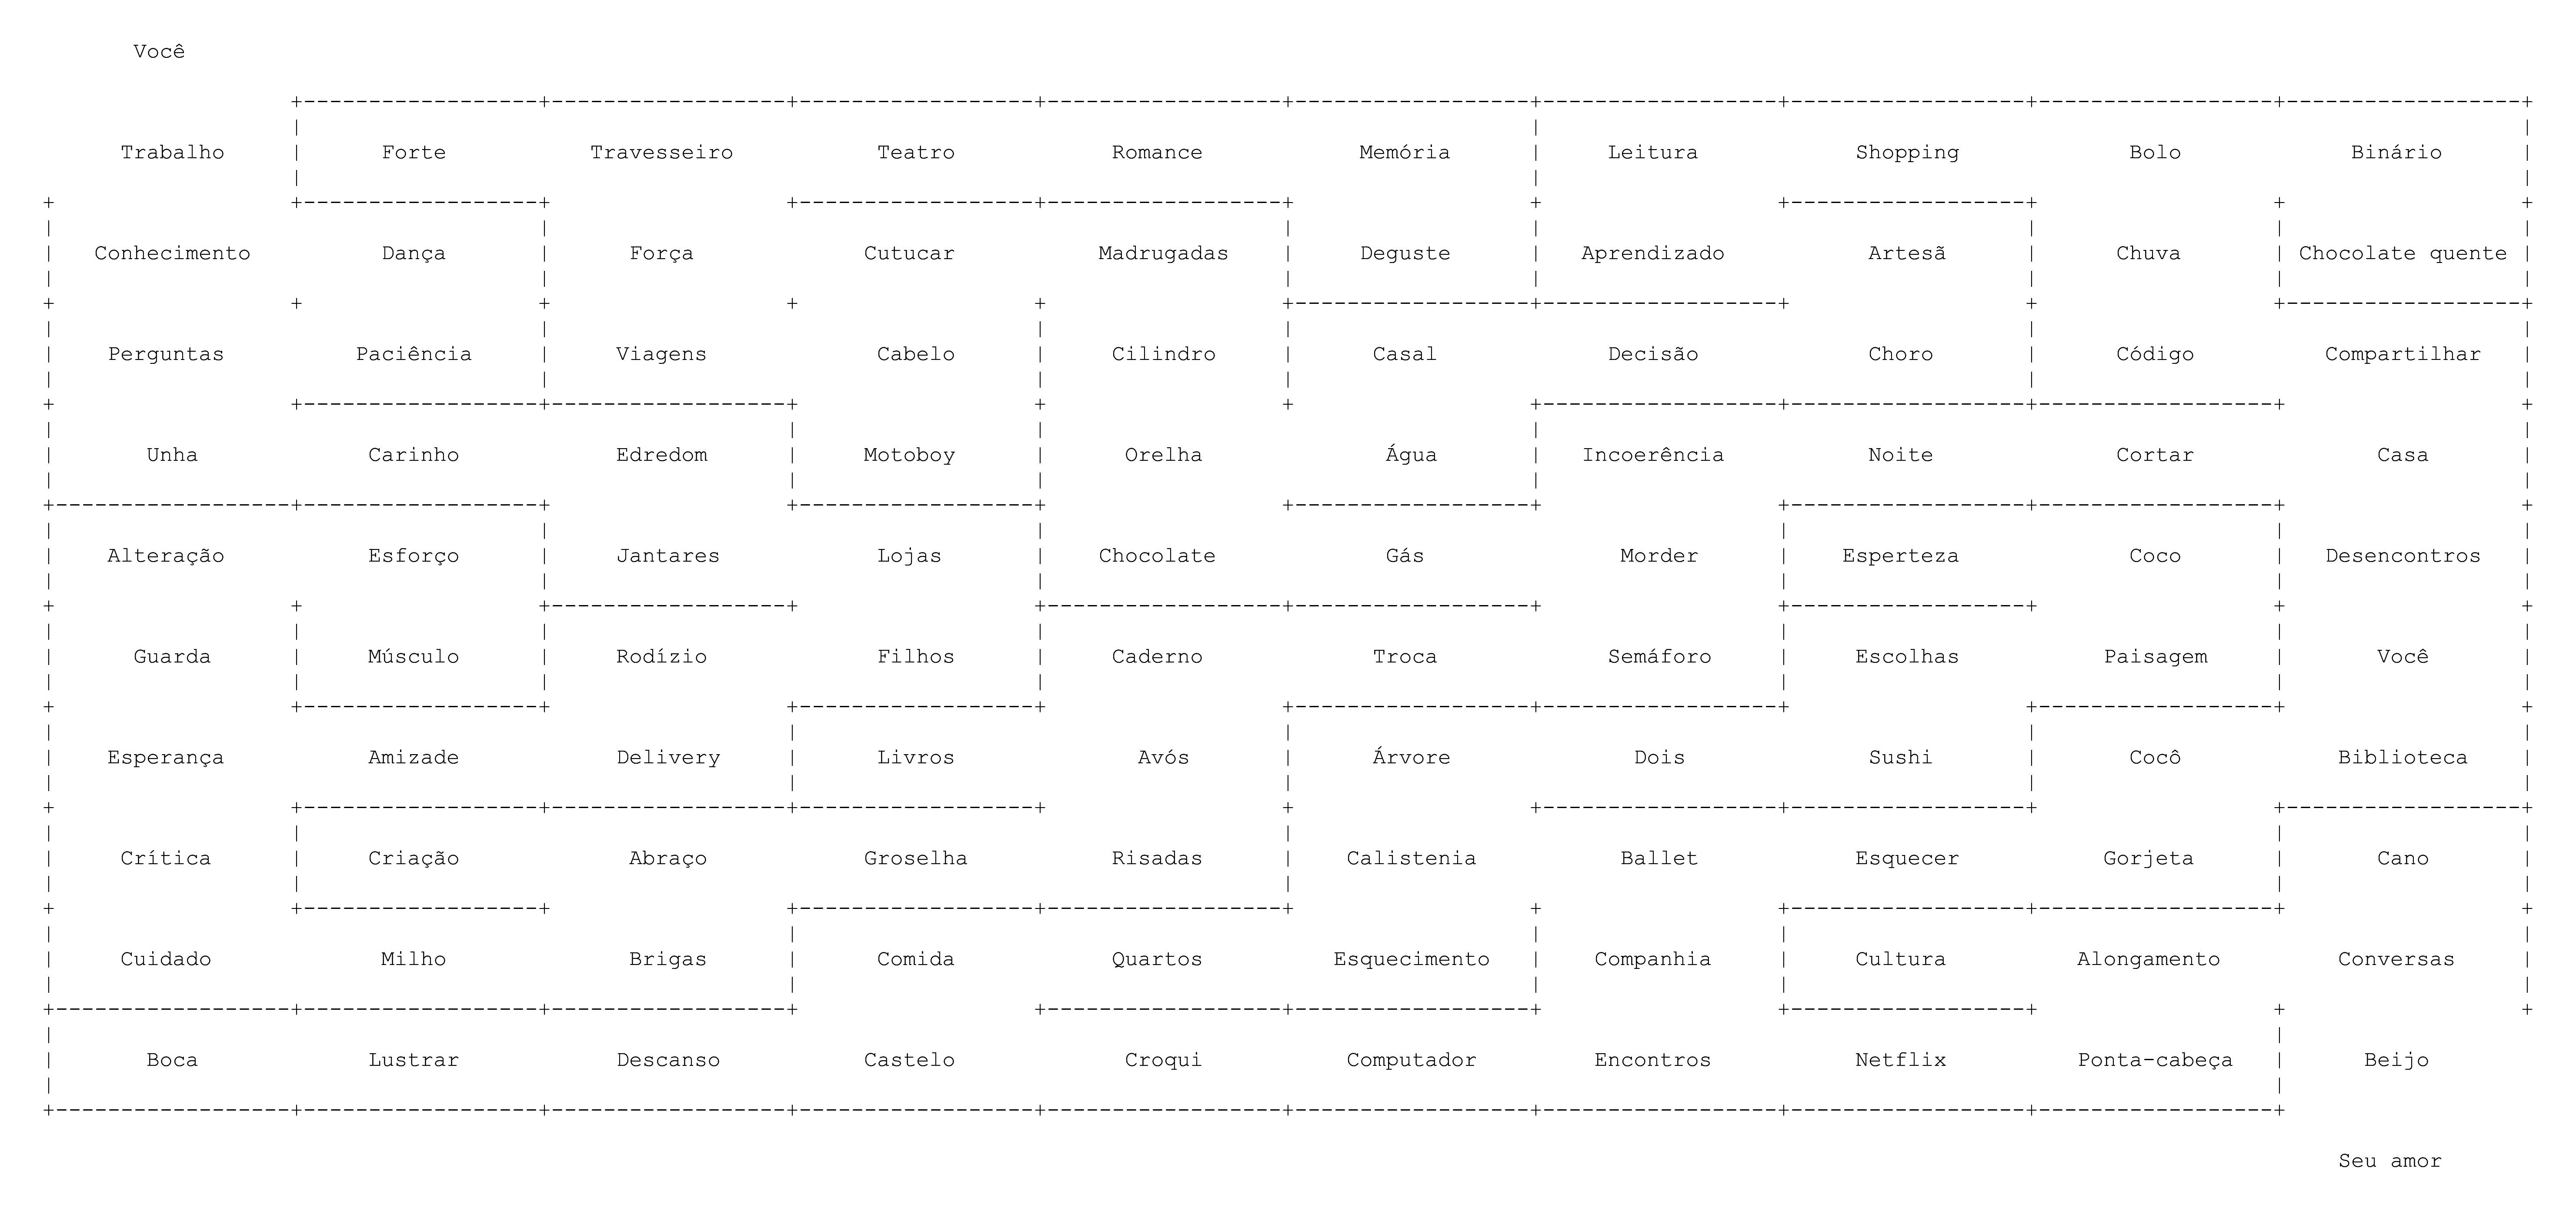 Você
Trabalho Forte Travesseiro Teatro Romance Memória Leitura Shopping Bolo Binário
Conhecimento Dança Força Cutucar Madrugadas Deguste Aprendizado Artesã Chuva Chocolate quente
Perguntas Paciência Viagens Cabelo Cilindro Casal Decisão Choro Código Compartilhar
Unha Carinho Edredom Motoboy Orelha Água Incoerência Noite Cortar Casa
Alteração Esforço Jantares Lojas Chocolate Gás Morder Esperteza Coco Desencontros
Guarda Músculo Rodízio Filhos Caderno Troca Semáforo Escolhas Paisagem Você
Esperança Amizade Delivery Livros Avós Árvore Dois Sushi Cocô Biblioteca
Crítica Criação Abraço Groselha Risadas Calistenia Ballet Esquecer Gorjeta Cano
Cuidado Milho Brigas Comida Quartos Esquecimento Companhia Cultura Alongamento Conversas
Boca Lustrar Descanso Castelo Croqui Computador Encontros Netflix Ponta-cabeça Beijo
Seu amor